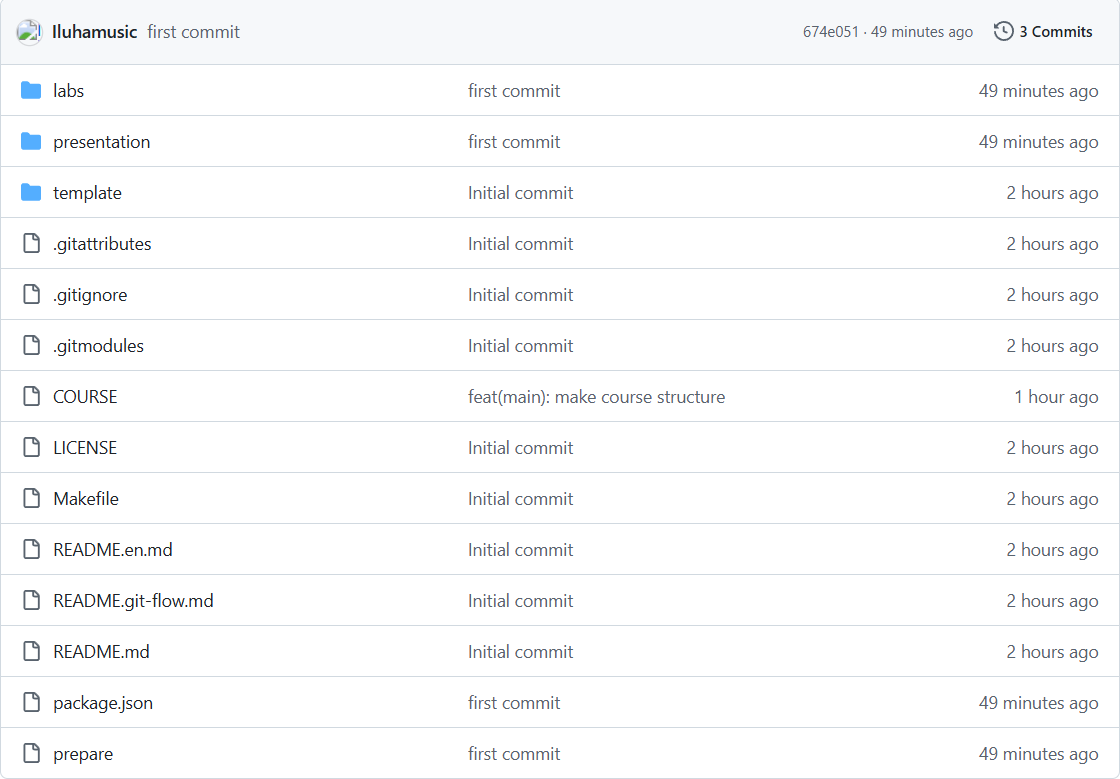 Iluhamusic first commit 674e051 · 49 minutes ago 3 Commits
labs first commit 49 minutes ago
presentation first commit 49 minutes ago
template Initial commit 2 hours ago
.gitattributes Initial commit 2 hours ago
.gitignore Initial commit 2 hours ago
.gitmodules Initial commit 2 hours ago
COURSE feat(main): make course structure 1 hour ago
LICENSE Initial commit 2 hours ago
Makefile Initial commit 2 hours ago
README.en.md Initial commit 2 hours ago
README.git-flow.md Initial commit 2 hours ago
README.md Initial commit 2 hours ago
package.json first commit 49 minutes ago
prepare first commit 49 minutes ago